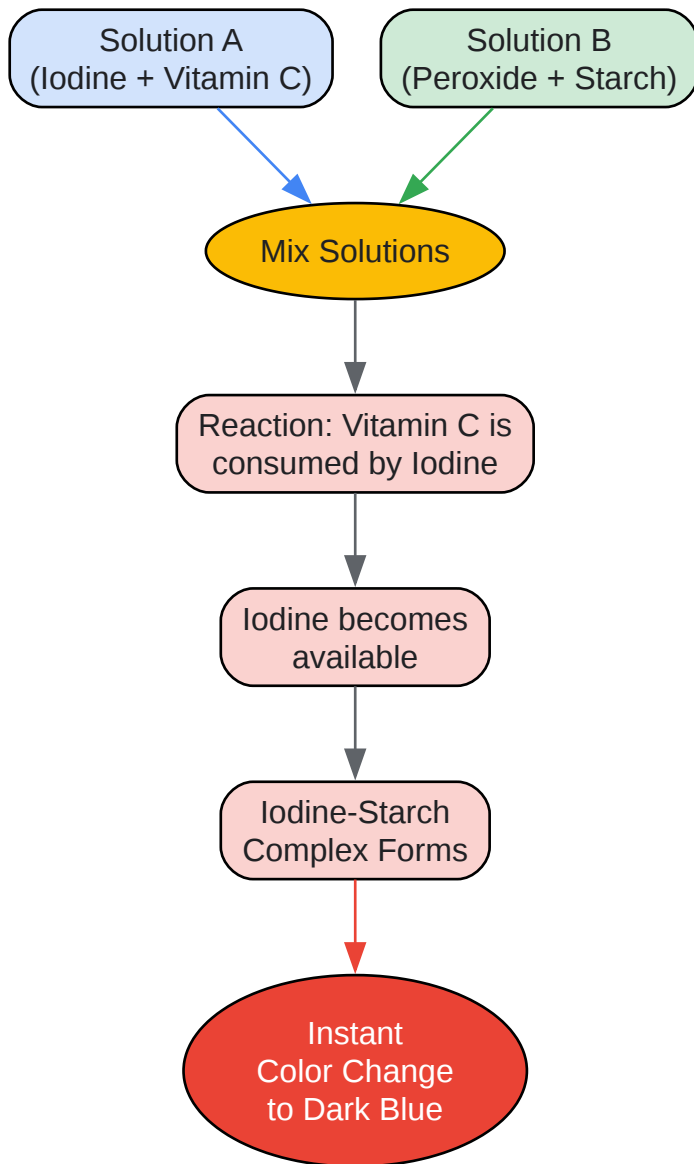 Solution A
(Iodine + Vitamin C)
Solution B
(Peroxide + Starch)
Mix Solutions
Reaction: Vitamin C is
consumed by Iodine
Iodine becomes
available
Iodine-Starch
Complex Forms
Instant
Color Change
to Dark Blue